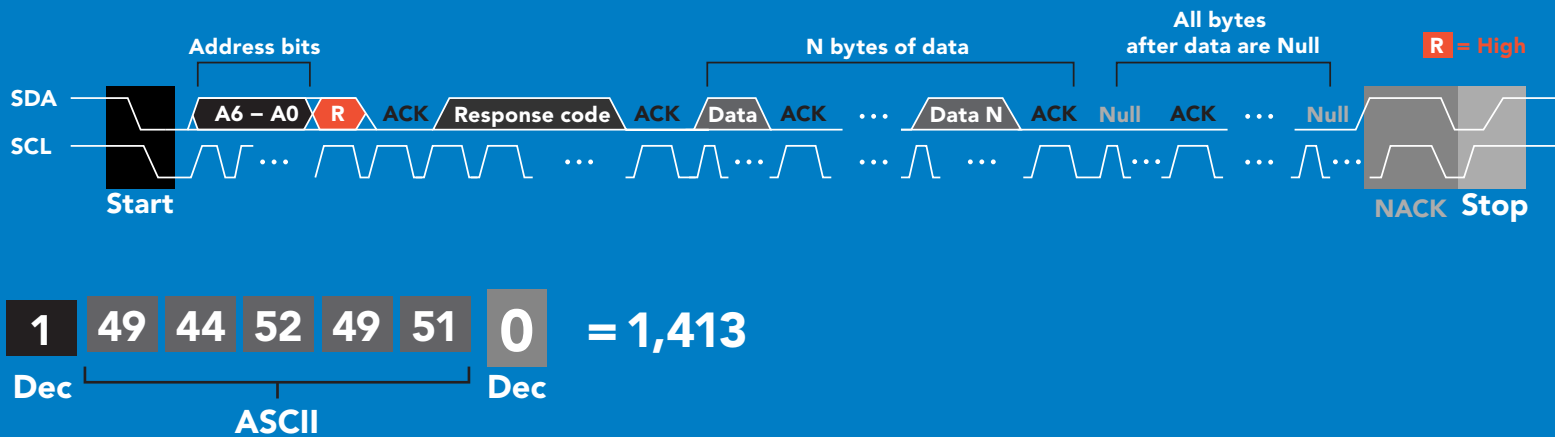 Address bits
N bytes of data
All bytes
after data are Null
R = High
SDA
A6 – A0 R ACK Response code ACK Data ACK ... Data N ACK Null ACK ... Null
SCL
... ... ... ... ... ... ... ...
Start
NACK Stop
1 49 44 52 49 51 0 = 1,413
Dec Dec
ASCII